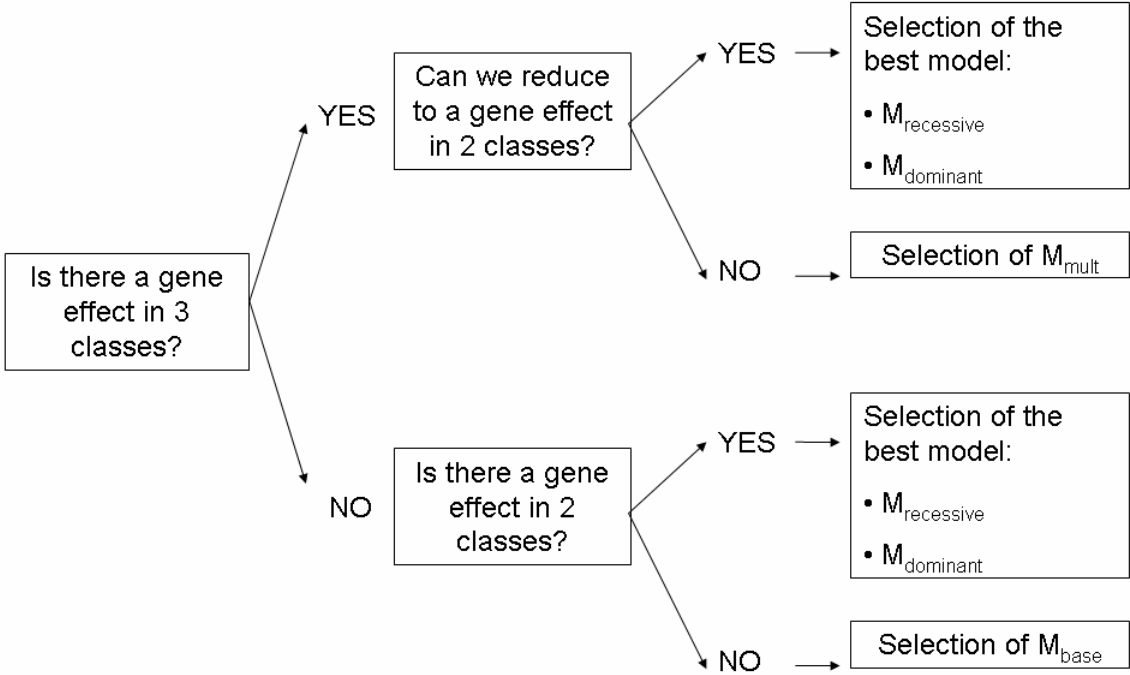 Is there a gene
effect in 3
classes?
YES
Can we reduce
to a gene effect
in 2 classes?
YES
Selection of the
best model:
• Mrecessive
• Mdominant
NO
Selection of Mmult
NO
Is there a gene
effect in 2
classes?
YES
Selection of the
best model:
• Mrecessive
• Mdominant
NO
Selection of Mbase